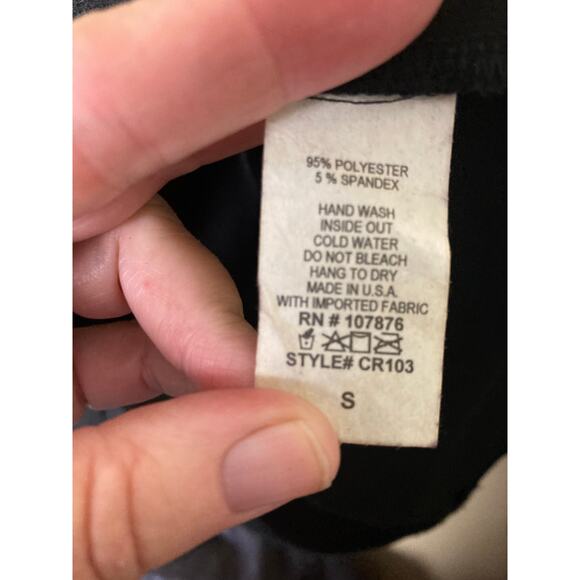 95% POLYESTER
5 % SPANDEX
HAND WASH
INSIDE OUT
COLD WATER
DO NOT BLEACH
HANG TO DRY
MADE IN U.S.A.
WITH IMPORTED FABRIC
RN # 107876
STYLE# CR103
S